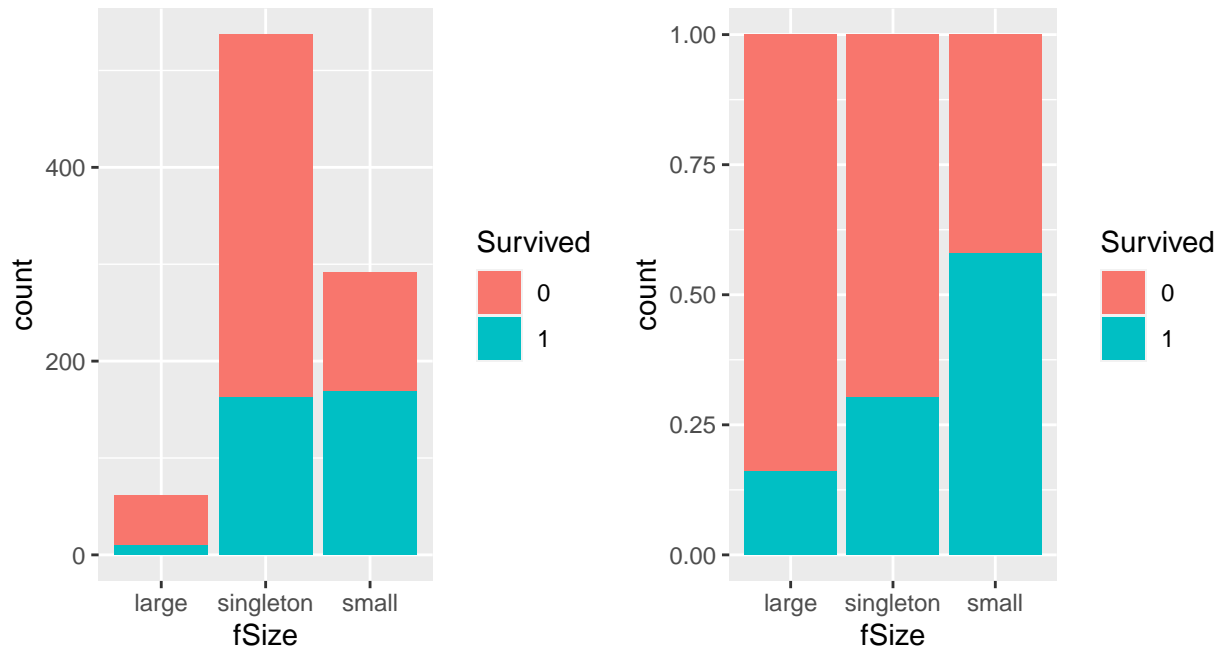 count
400
200
0
large
singleton
small
fSize
Survived
0
1
count
1.00
0.75
0.50
0.25
0.00
large
singleton
small
fSize
Survived
0
1